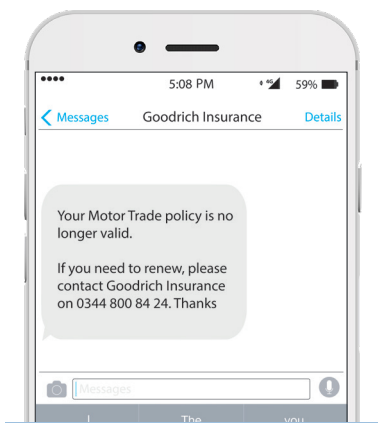 5:08 PM 4G 59%
Messages Goodrich Insurance Details
Your Motor Trade policy is no
longer valid.
If you need to renew, please
contact Goodrich Insurance
on 0344 800 84 24. Thanks
Messages
I The you